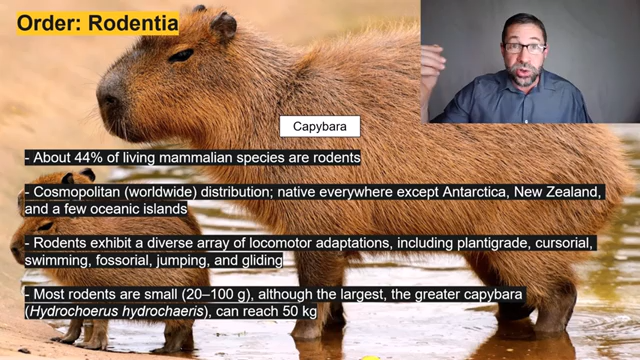 Order: Rodentia
Capybara
- About 44% of living mammalian species are rodents
- Cosmopolitan (worldwide) distribution; native everywhere except Antarctica, New Zealand,
and a few oceanic islands
- Rodents exhibit a diverse array of locomotor adaptations, including plantigrade, cursorial,
swimming, fossorial, jumping, and gliding
- Most rodents are small (20–100 g), although the largest, the greater capybara
(Hydrochoerus hydrochaeris), can reach 50 kg